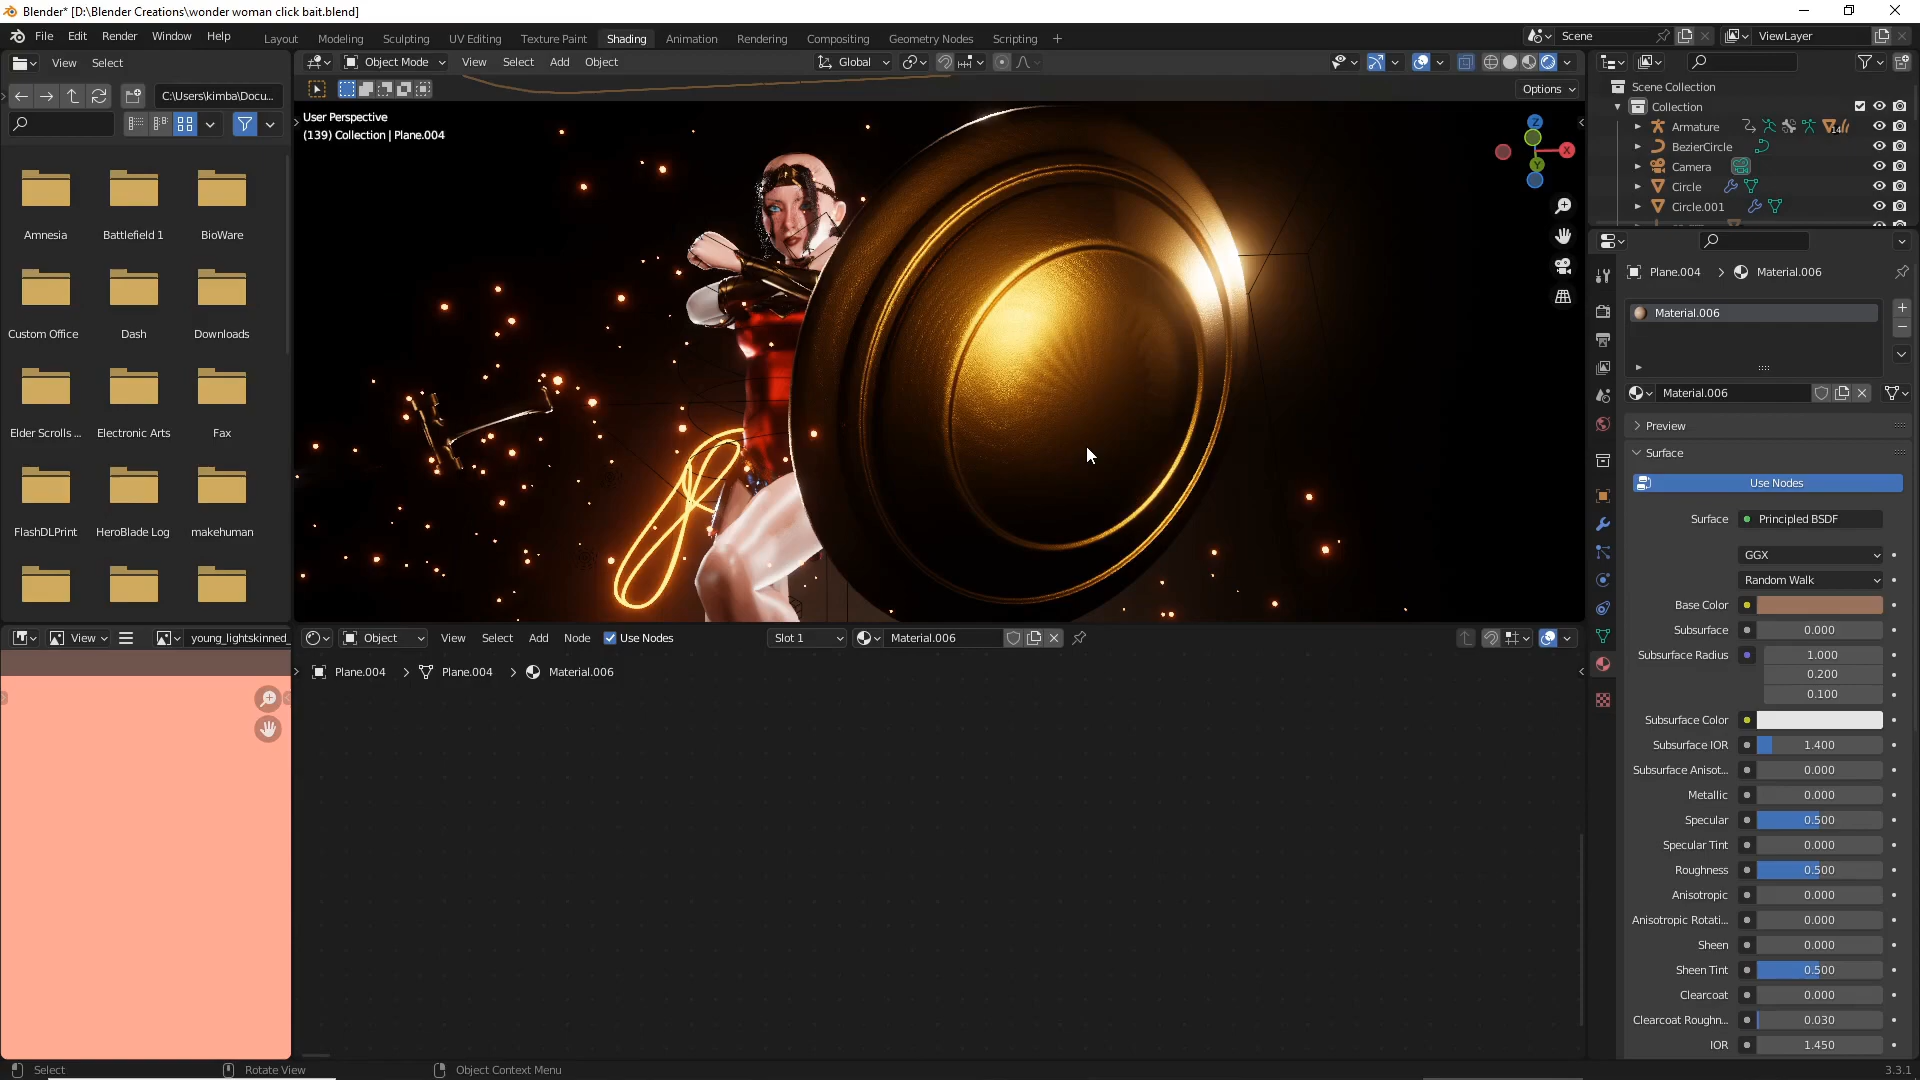 Blender* [D:\Blender Creations\wonder woman click bait.blend]
File Edit Render Window Help
Layout Modeling Sculpting UV Editing Texture Paint Shading Animation Rendering Compositing Geometry Nodes Scripting +
Scene ViewLayer
View Select
C:\Users\kimba\Docu...
Object Mode View Select Add Object Global
Options
User Perspective
(139) Collection | Plane.004
X
Y
Z
Amnesia Battlefield 1 BioWare
Custom Office Dash Downloads
Elder Scrolls ... Electronic Arts Fax
FlashDLPrint HeroBlade Log makehuman
Scene Collection
Collection
Armature 14
BezierCircle
Camera
Circle
Circle.001
Plane.004 > Material.006
Material.006
Material.006
Preview
Surface
Use Nodes
Surface Principled BSDF
GGX
Random Walk
Base Color
Subsurface 0.000
Subsurface Radius 1.000
0.200
0.100
Subsurface Color
Subsurface IOR 1.400
Subsurface Anisot... 0.000
Metallic 0.000
Specular 0.500
Specular Tint 0.000
Roughness 0.500
Anisotropic 0.000
Anisotropic Rotati... 0.000
Sheen 0.000
Sheen Tint 0.500
Clearcoat 0.000
Clearcoat Roughn... 0.030
IOR 1.450
View young_lightskinned_
Object View Select Add Node Use Nodes Slot 1 Material.006
Plane.004 > Plane.004 > Material.006
Select Rotate View Object Context Menu 3.3.1